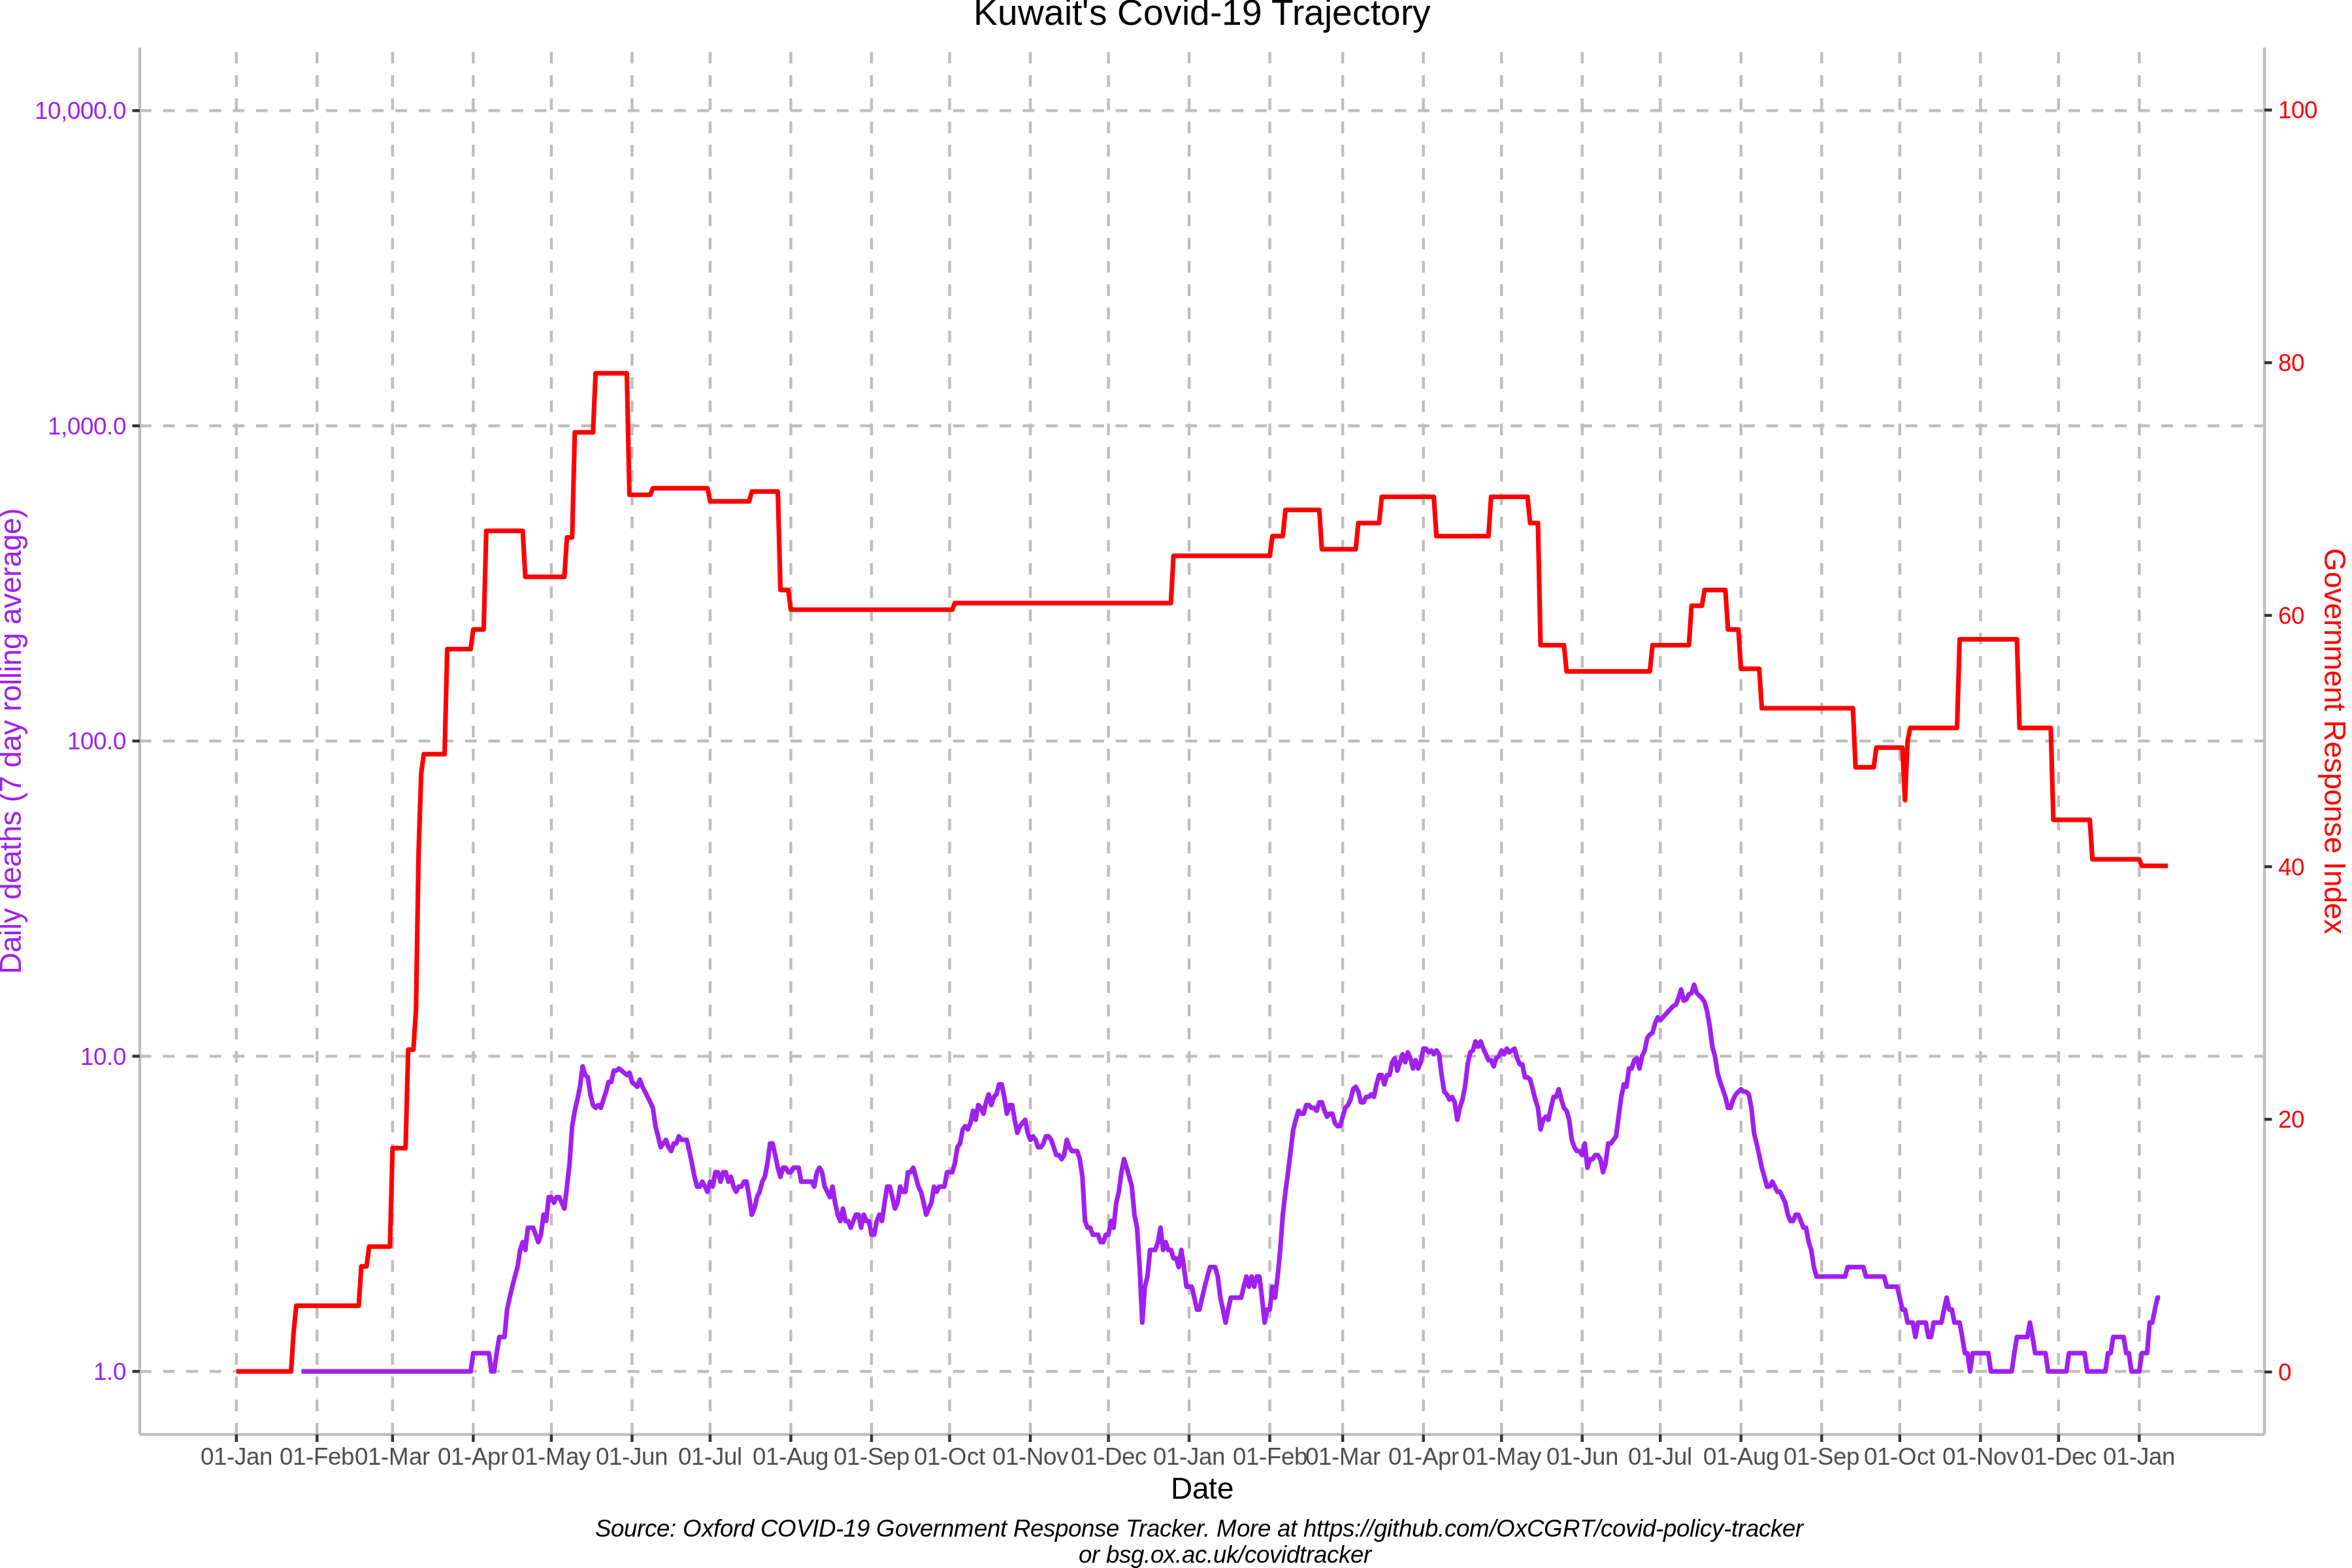 Kuwait's Covid-19 Trajectory
Daily deaths (7 day rolling average)
10,000.0
1,000.0
100.0
10.0
1.0
100
80
60
40
20
0
Government Response Index
01-Jan 01-Feb 01-Mar 01-Apr 01-May 01-Jun 01-Jul 01-Aug 01-Sep 01-Oct 01-Nov 01-Dec 01-Jan 01-Feb 01-Mar 01-Apr 01-May 01-Jun 01-Jul 01-Aug 01-Sep 01-Oct 01-Nov 01-Dec 01-Jan
Date
Source: Oxford COVID-19 Government Response Tracker. More at https://github.com/OxCGRT/covid-policy-tracker
or bsg.ox.ac.uk/covidtracker